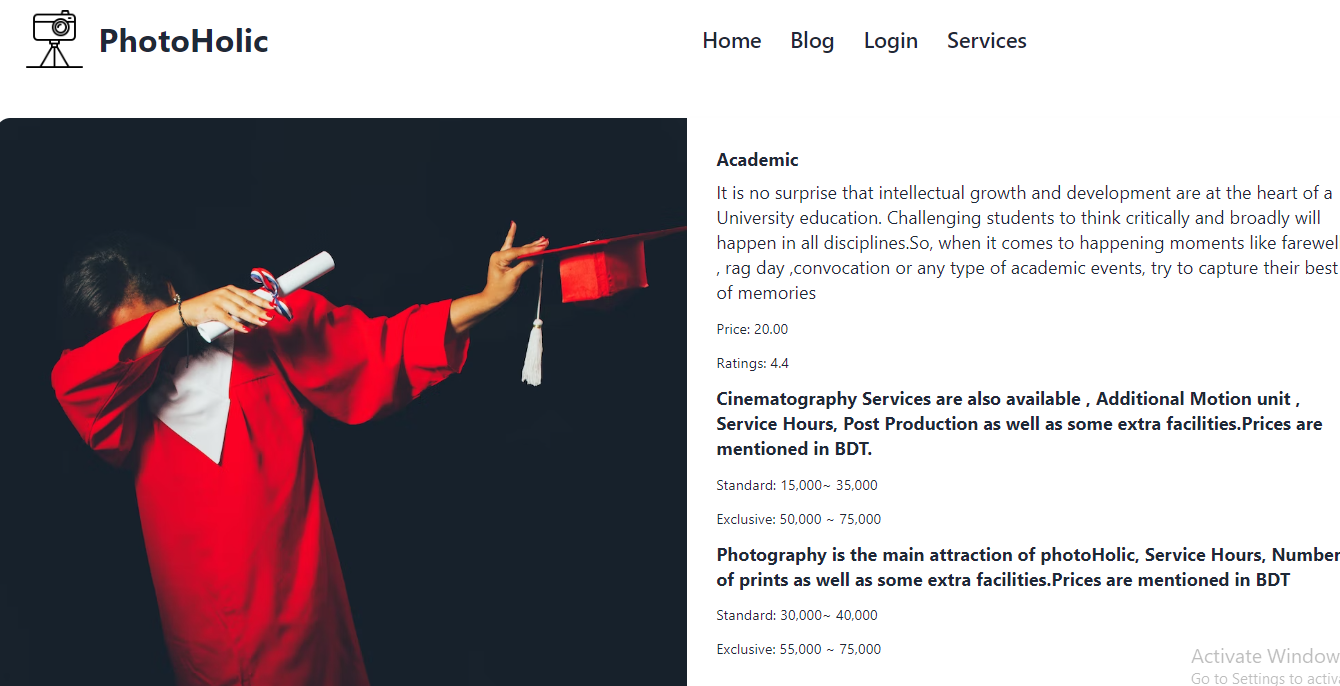 PhotoHolic
Home Blog Login Services
Academic
It is no surprise that intellectual growth and development are at the heart of a
University education. Challenging students to think critically and broadly will
happen in all disciplines.So, when it comes to happening moments like farewel
, rag day ,convocation or any type of academic events, try to capture their best
of memories
Price: 20.00
Ratings: 4.4
Cinematography Services are also available , Additional Motion unit ,
Service Hours, Post Production as well as some extra facilities.Prices are
mentioned in BDT.
Standard: 15,000~ 35,000
Exclusive: 50,000 ~ 75,000
Photography is the main attraction of photoHolic, Service Hours, Number
of prints as well as some extra facilities.Prices are mentioned in BDT
Standard: 30,000~ 40,000
Exclusive: 55,000 ~ 75,000
Activate Window
Go to Settings to activa